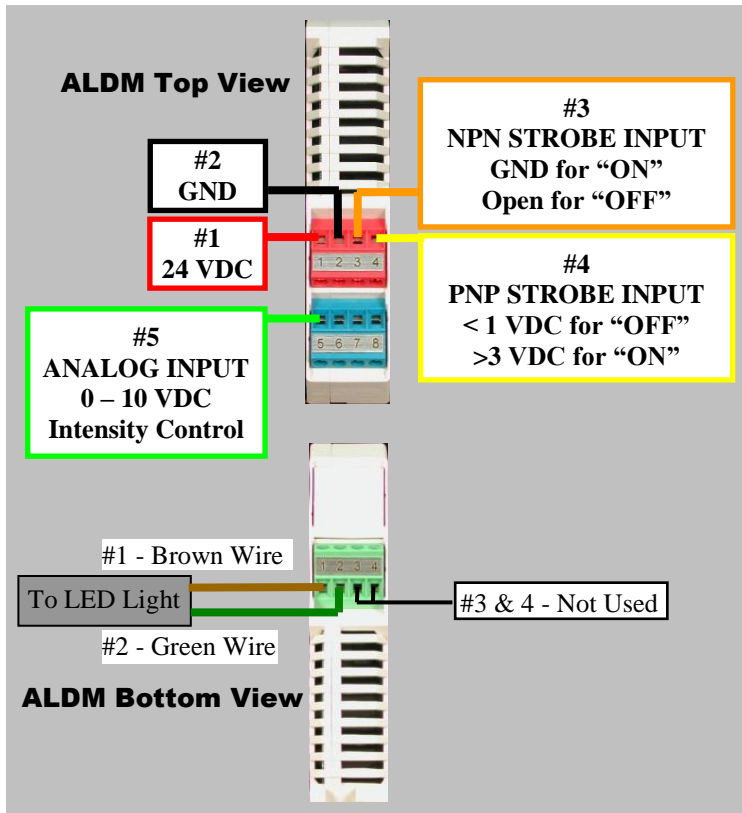 ALDM Top View
#2
GND
#1
24 VDC
#3
NPN STROBE INPUT
GND for “ON”
Open for “OFF”
#4
PNP STROBE INPUT
< 1 VDC for “OFF”
>3 VDC for “ON”
1 2 3 4
5 6 7 8
#5
ANALOG INPUT
0 – 10 VDC
Intensity Control
#1 - Brown Wire
To LED Light
#2 - Green Wire
1 2 3 4
#3 & 4 - Not Used
ALDM Bottom View